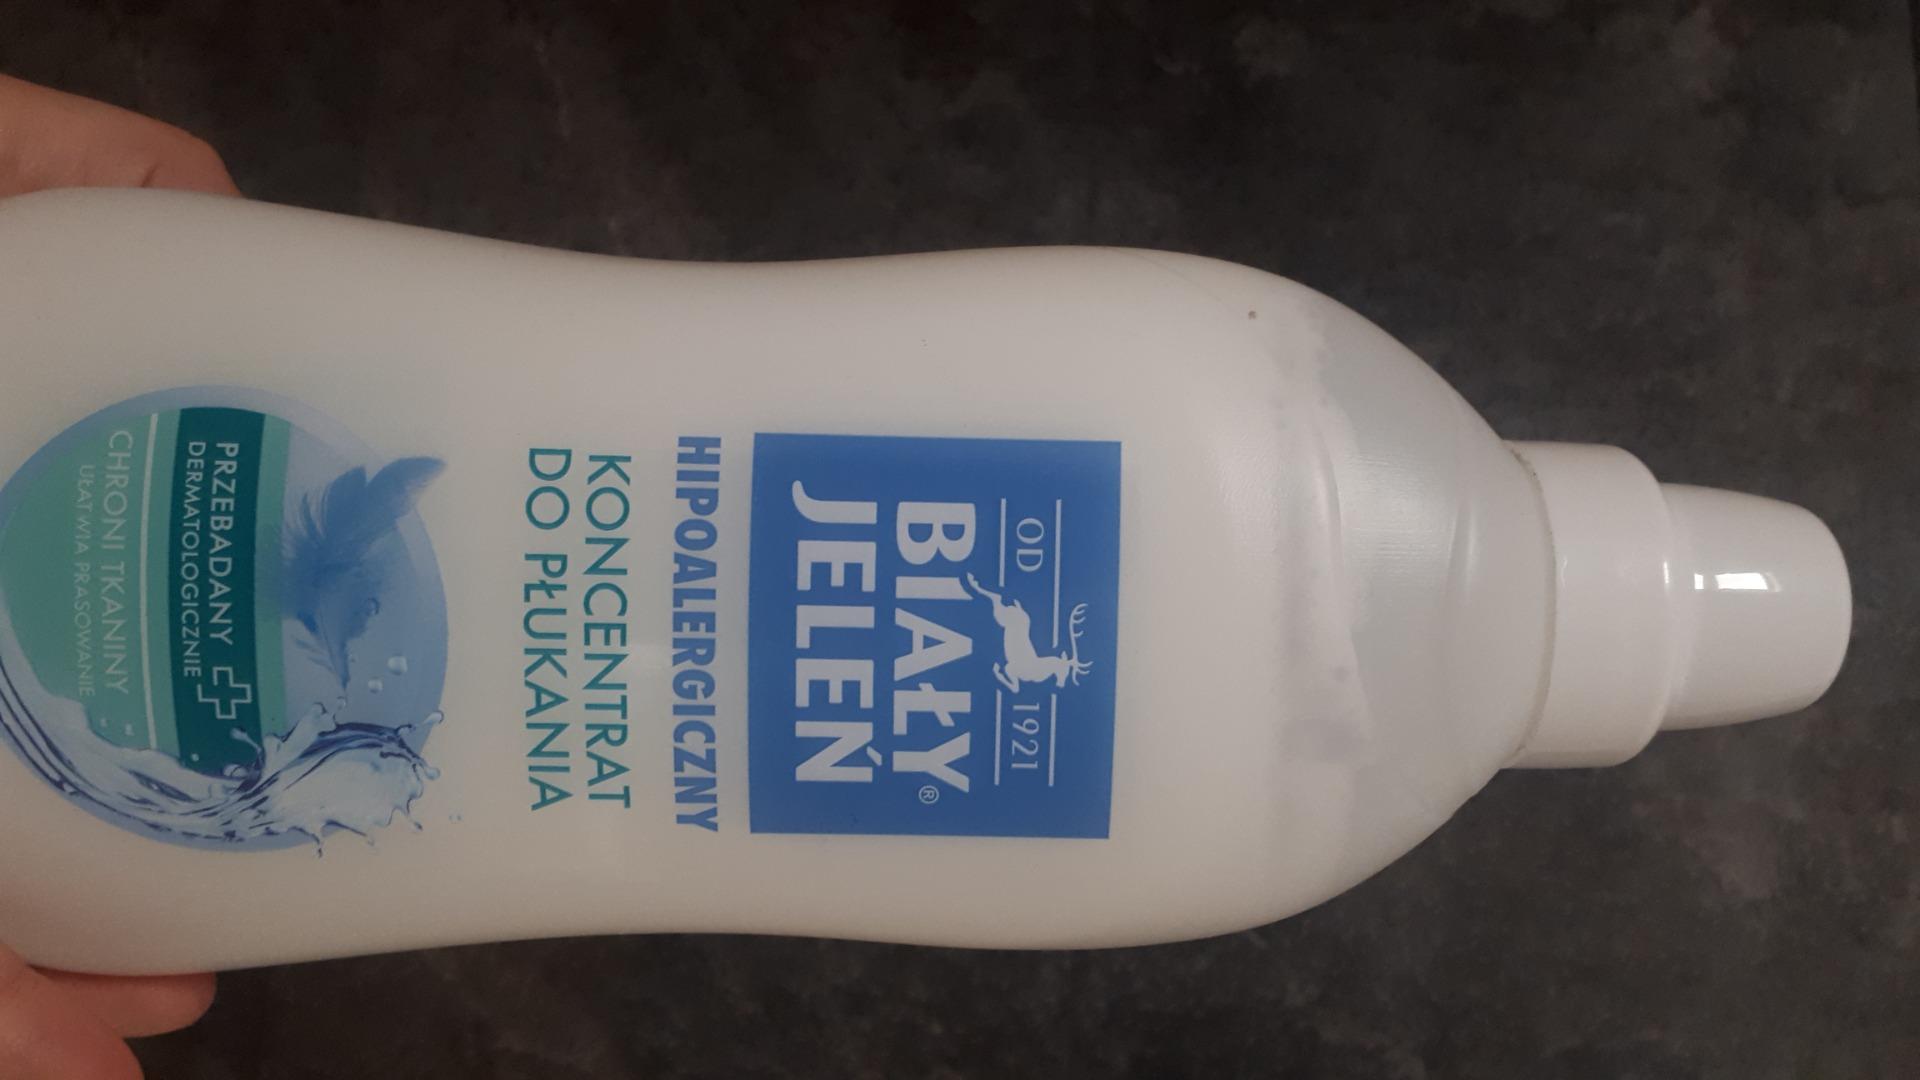 OD 1921
BIAŁY®
JELEŃ
HIPOALERGICZNY
KONCENTRAT
DO PŁUKANIA
PRZEBADANY
DERMATOLOGICZNIE
CHRONI TKANINY
UŁATWIA PRASOWANIE